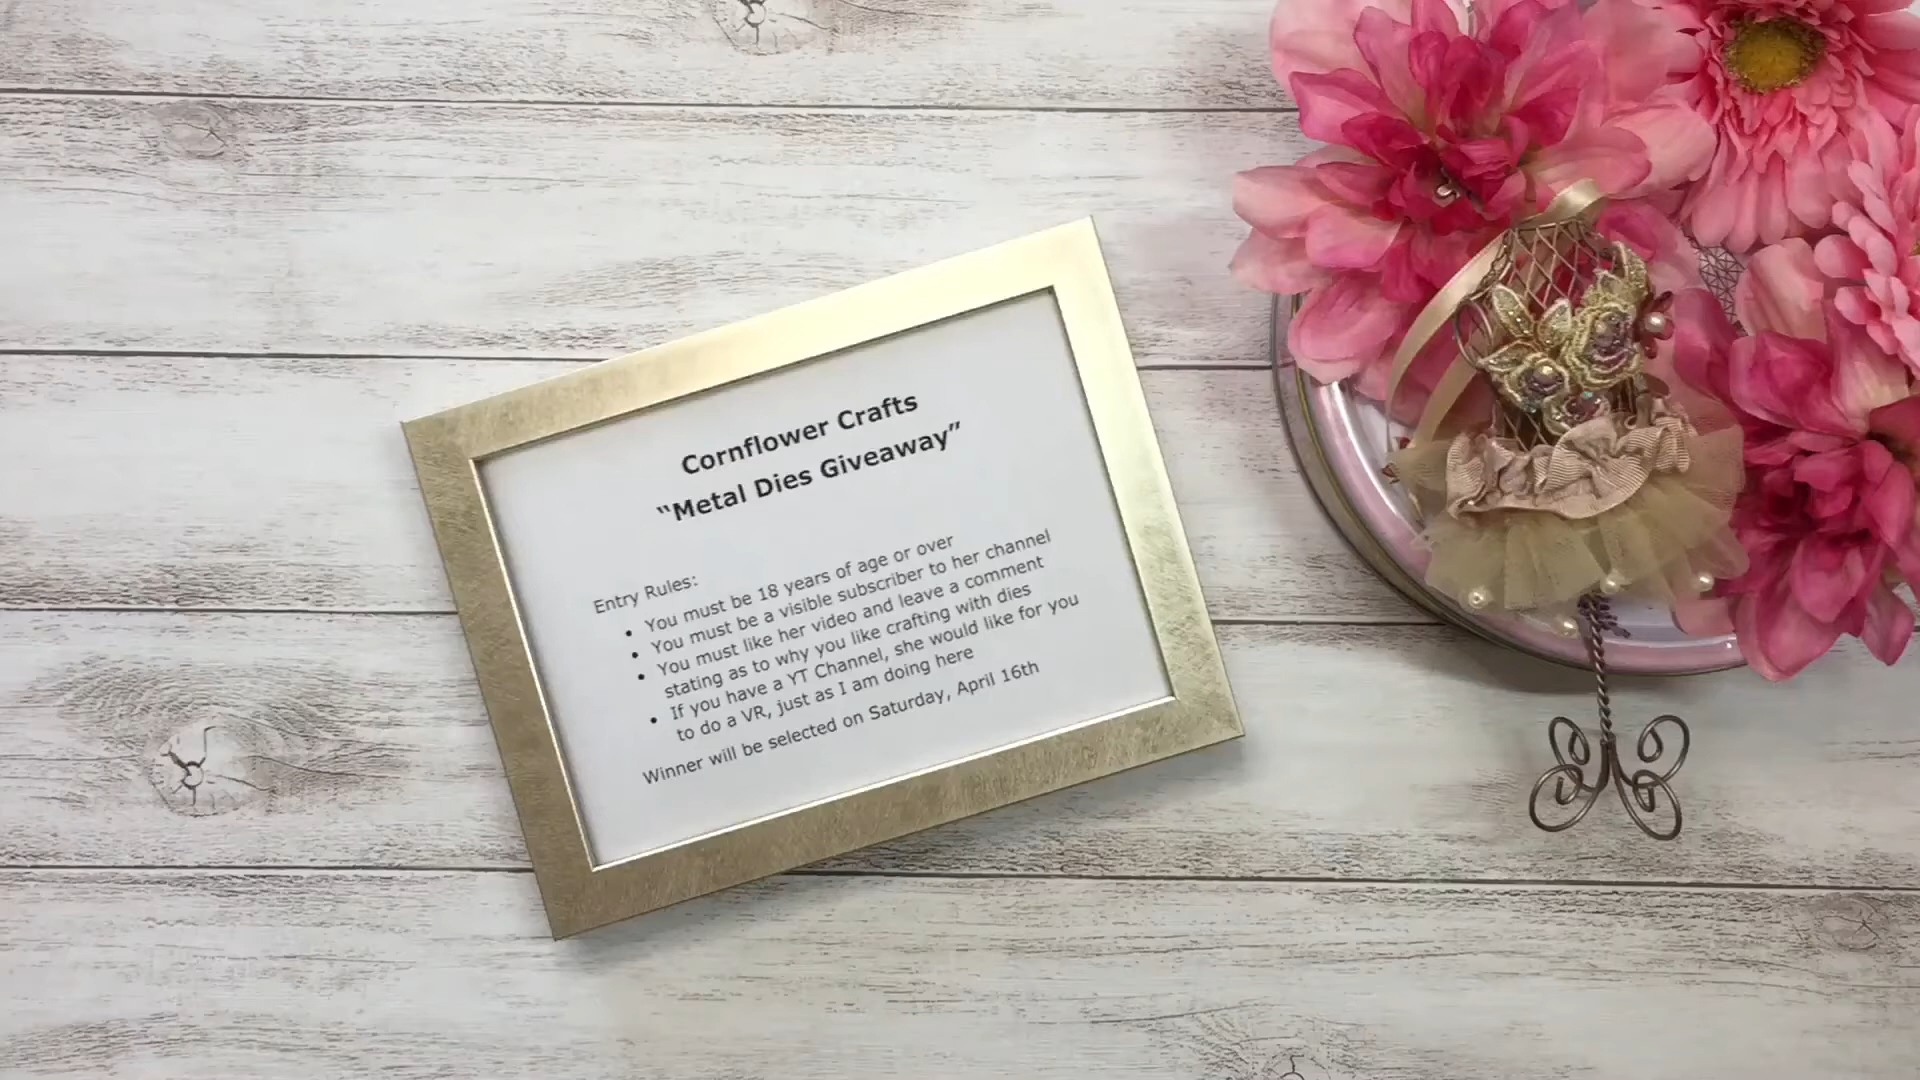 Cornflower Crafts
“Metal Dies Giveaway”
Entry Rules:
• You must be 18 years of age or over
• You must be a visible subscriber to her channel
• You must like her video and leave a comment
stating as to why you like crafting with dies
• If you have a YT Channel, she would like for you
to do a VR, just as I am doing here
Winner will be selected on Saturday, April 16th